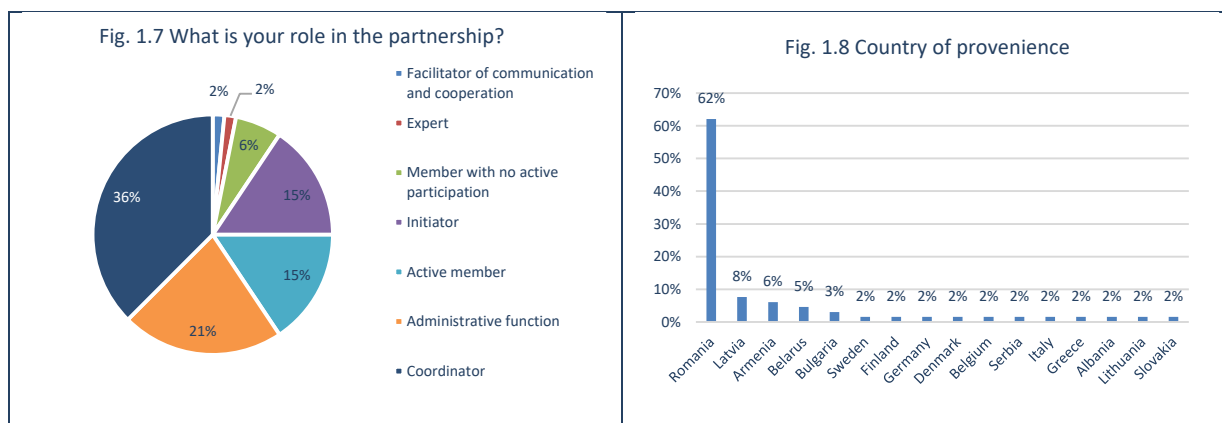 Fig. 1.7 What is your role in the partnership?
2%
2%
6%
15%
15%
21%
36%
Facilitator of communication
and cooperation
Expert
Member with no active
participation
Initiator
Active member
Administrative function
Coordinator
Fig. 1.8 Country of provenience
70%
60%
50%
40%
30%
20%
10%
0%
62%
8%
6%
5%
3%
2%
2%
2%
2%
2%
2%
2%
2%
2%
2%
2%
Romania
Latvia
Armenia
Belarus
Bulgaria
Sweden
Finland
Germany
Denmark
Belgium
Serbia
Italy
Greece
Albania
Lithuania
Slovakia